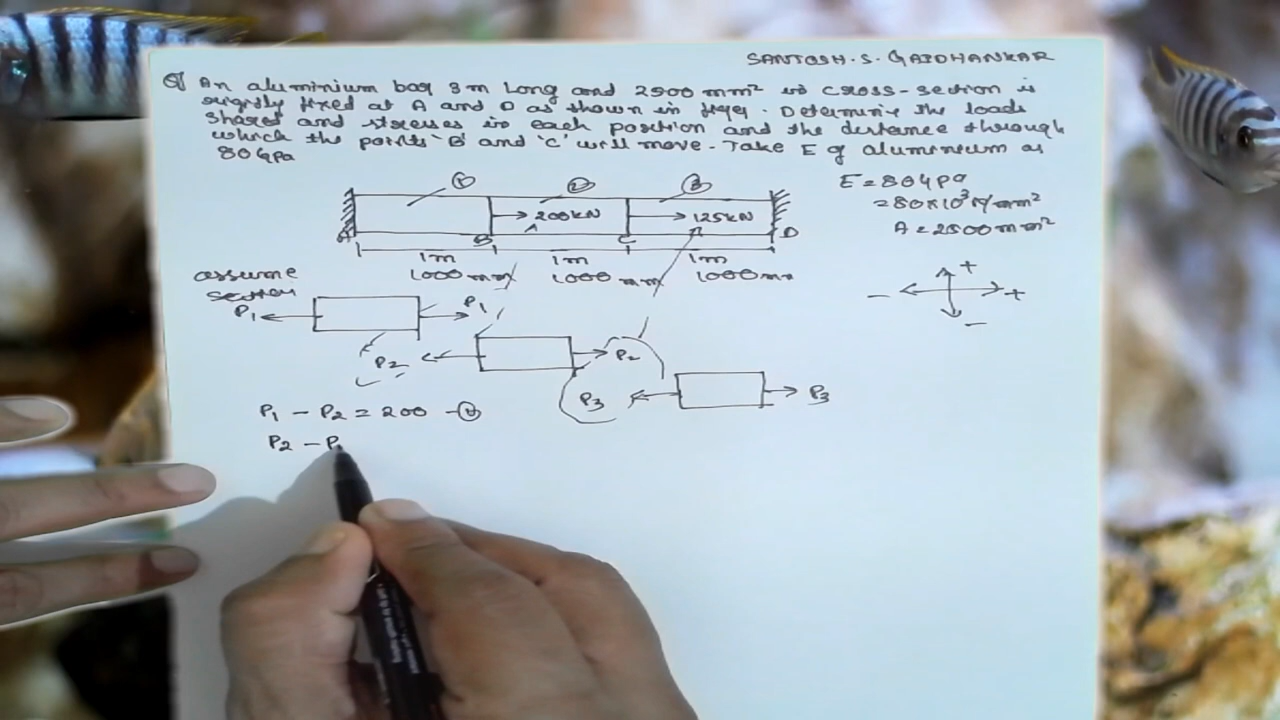 SANTOSH.S. GAIDHANKAR
Q) An aluminium bar 3m Long and 2500 mm² in cross-section is
rigidly fixed at A and D as shown in fig. Determine the loads
shared and stresses in each portion and the distance through
which the points 'B' and 'C' will move. Take E of aluminium as
80 GPa
① ② ③
200KN 125KN
A B C D
1m 1m 1m
1000 mm 1000 mm 1000 mm
E = 80 GPa
= 80×10³ N/mm²
A = 2500 mm²
+
- +
-
assume
section
P₁ P₁
P₂ P₂
P₃ P₃
P₁ - P₂ = 200 -①
P₂ - P